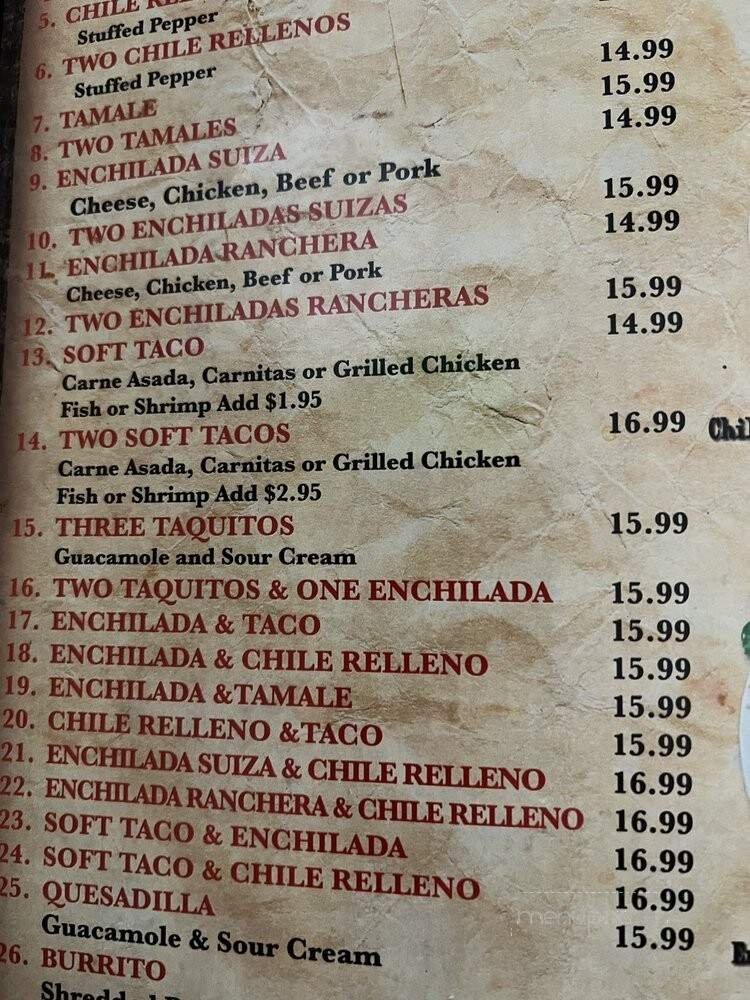 5. CHILE REL
Stuffed Pepper
6. TWO CHILE RELLENOS
Stuffed Pepper
7. TAMALE 14.99
8. TWO TAMALES 15.99
9. ENCHILADA SUIZA 14.99
Cheese, Chicken, Beef or Pork
10. TWO ENCHILADAS SUIZAS 15.99
11. ENCHILADA RANCHERA 14.99
Cheese, Chicken, Beef or Pork
12. TWO ENCHILADAS RANCHERAS 15.99
13. SOFT TACO 14.99
Carne Asada, Carnitas or Grilled Chicken
Fish or Shrimp Add $1.95
14. TWO SOFT TACOS 16.99
Chil
Carne Asada, Carnitas or Grilled Chicken
Fish or Shrimp Add $2.95
15. THREE TAQUITOS 15.99
Guacamole and Sour Cream
16. TWO TAQUITOS & ONE ENCHILADA 15.99
17. ENCHILADA & TACO 15.99
18. ENCHILADA & CHILE RELLENO 15.99
19. ENCHILADA &TAMALE 15.99
20. CHILE RELLENO &TACO 15.99
21. ENCHILADA SUIZA & CHILE RELLENO 16.99
22. ENCHILADA RANCHERA & CHILE RELLENO 16.99
23. SOFT TACO & ENCHILADA 16.99
24. SOFT TACO & CHILE RELLENO 16.99
25. QUESADILLA 15.99
Guacamole & Sour Cream
26. BURRITO